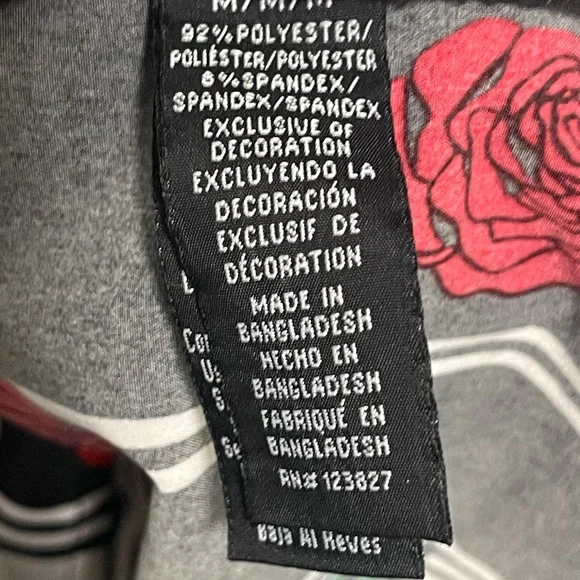 M/M/M
92%POLYESTER/
POLIÉSTER/POLYESTER
8%SPANDEX/
SPANDEX/SPANDEX
EXCLUSIVE OF
DECORATION
EXCLUYENDO LA
DECORACIÓN
EXCLUSIF DE
DÉCORATION
MADE IN
BANGLADESH
HECHO EN
BANGLADESH
FABRIQUÉ EN
BANGLADESH
RN# 123627
Baja Al Reves